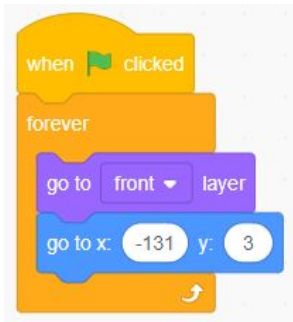 when clicked
forever
go to front layer
go to x: -131 y: 3